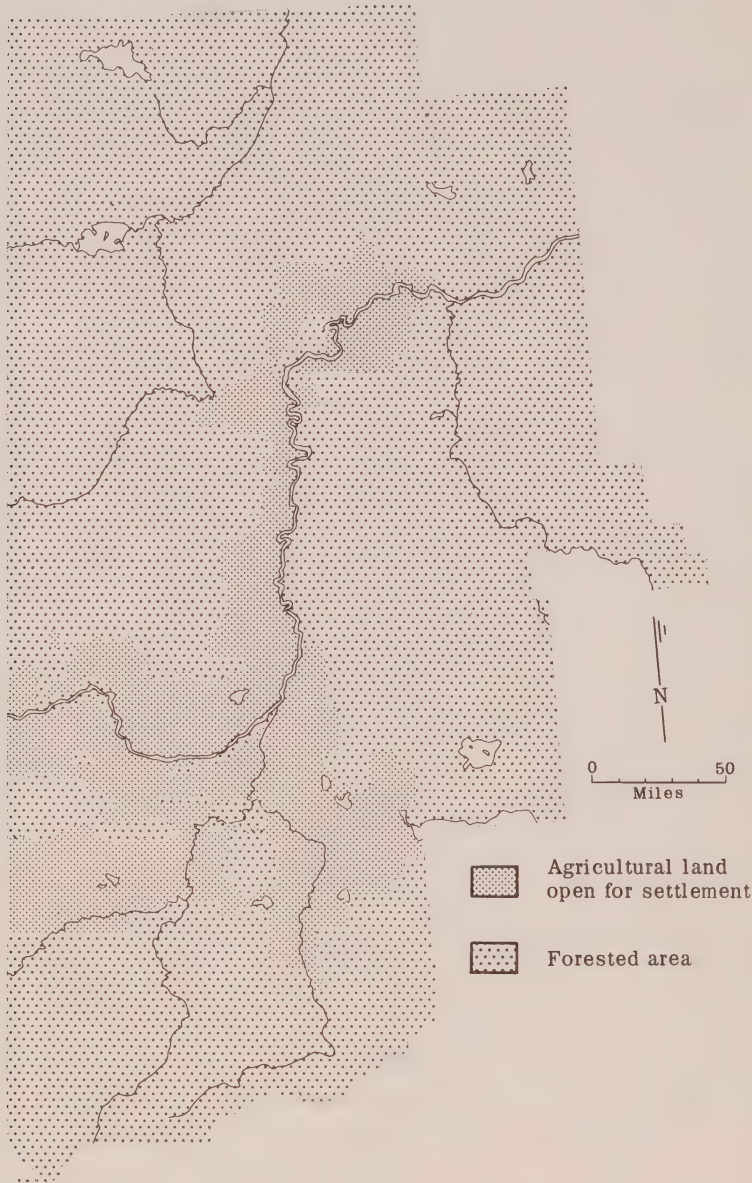 N
0 50
Miles
Agricultural land
open for settlement
Forested area